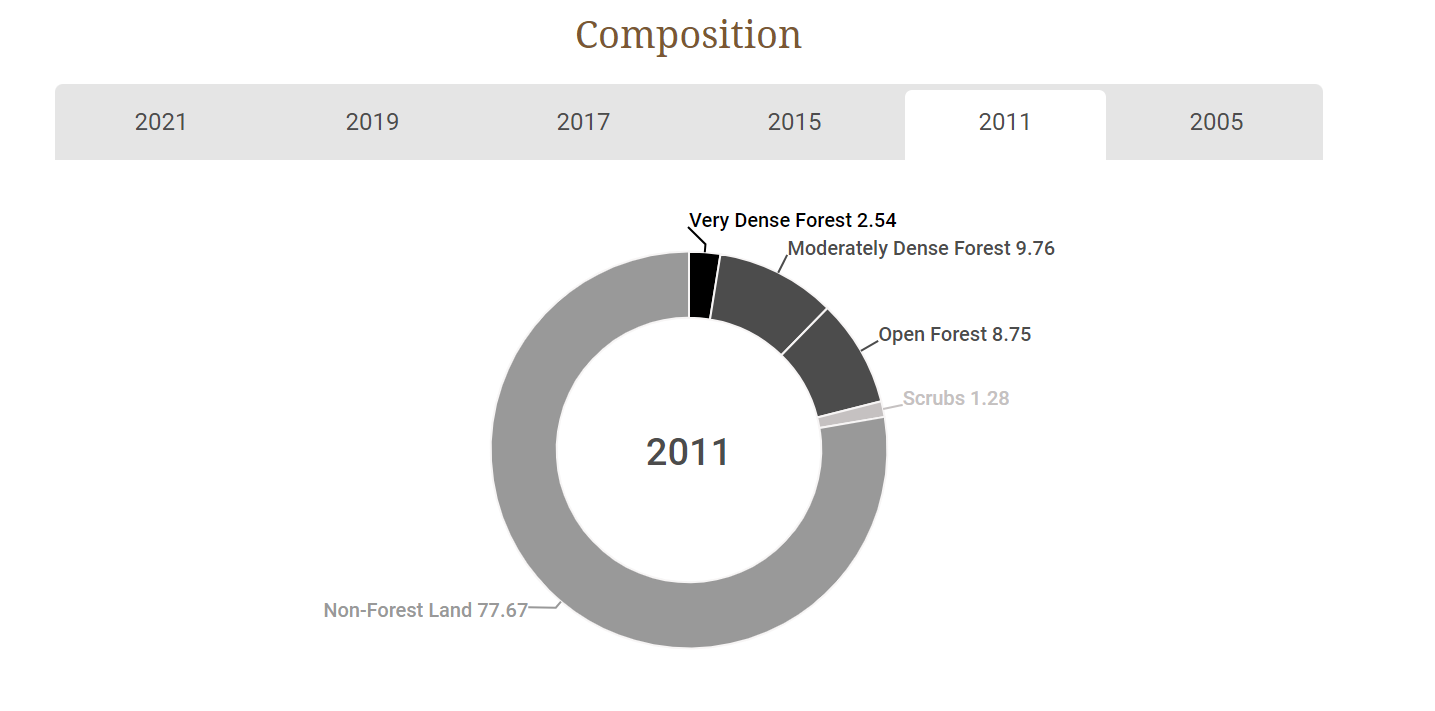 Composition
2021 2019 2017 2015 2011 2005
Very Dense Forest 2.54
Moderately Dense Forest 9.76
Open Forest 8.75
Scrubs 1.28
2011
Non-Forest Land 77.67